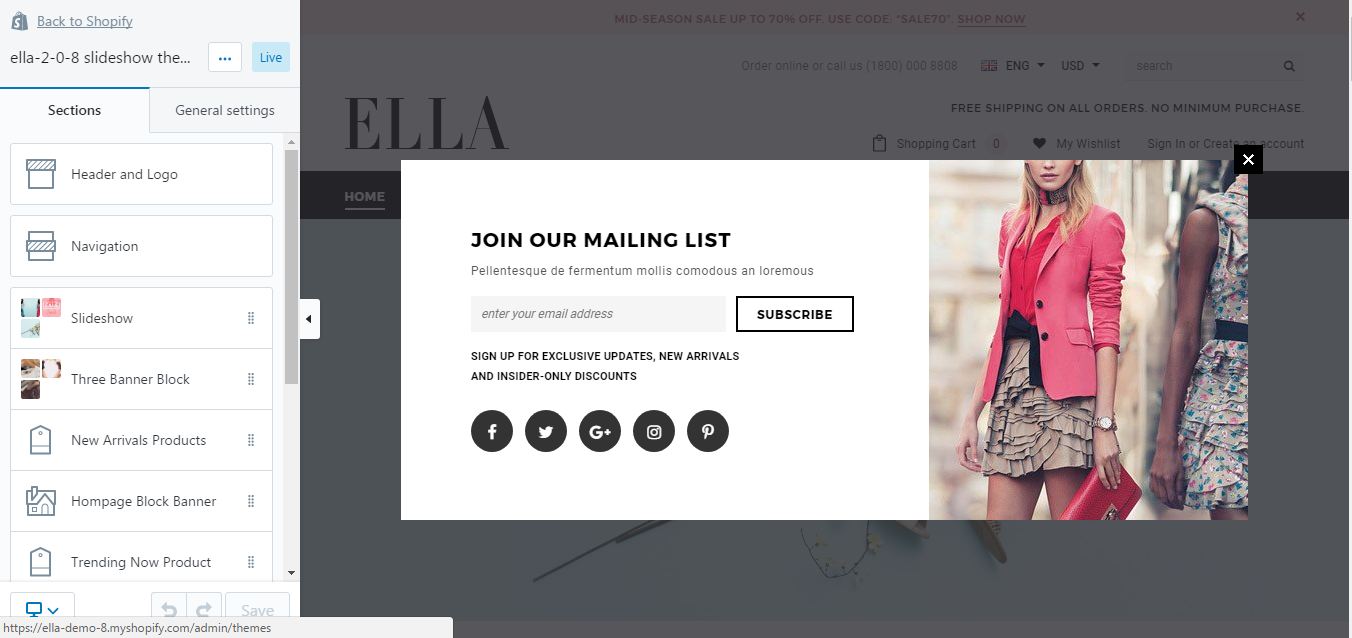 Back to Shopify
ella-2-0-8 slideshow the...
...
Live
Sections
General settings
Header and Logo
Navigation
Slideshow
Three Banner Block
New Arrivals Products
Hompage Block Banner
Trending Now Product
Save
https://ella-demo-8.myshopify.com/admin/themes
MID-SEASON SALE UP TO 70% OFF. USE CODE: "SALE70". SHOP NOW
Order online or call us (1800) 000 8808
ENG
USD
search
ELLA
FREE SHIPPING ON ALL ORDERS. NO MINIMUM PURCHASE.
Shopping Cart 0
My Wishlist
Sign In or Create an account
HOME
JOIN OUR MAILING LIST
Pellentesque de fermentum mollis comodous an loremous
enter your email address
SUBSCRIBE
SIGN UP FOR EXCLUSIVE UPDATES, NEW ARRIVALS
AND INSIDER-ONLY DISCOUNTS